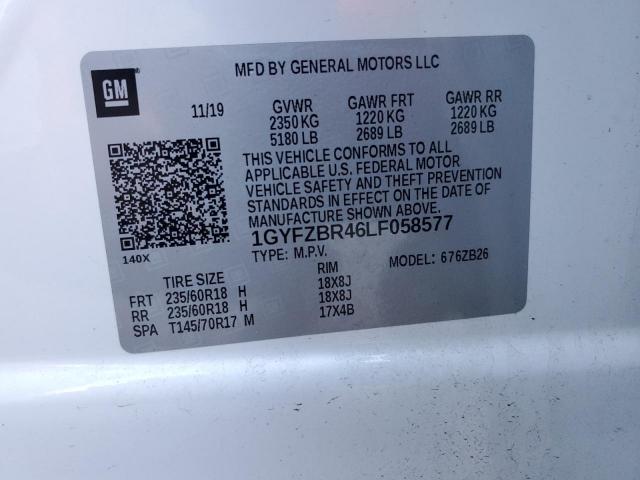 GM
MFD BY GENERAL MOTORS LLC
11/19 GVWR GAWR FRT GAWR RR
2350 KG 1220 KG 1220 KG
5180 LB 2689 LB 2689 LB
THIS VEHICLE CONFORMS TO ALL
APPLICABLE U.S. FEDERAL MOTOR
VEHICLE SAFETY AND THEFT PREVENTION
STANDARDS IN EFFECT ON THE DATE OF
MANUFACTURE SHOWN ABOVE.
1GYFZBR46LF058577
140X
TYPE: M.P.V. MODEL: 676ZB26
TIRE SIZE RIM
FRT 235/60R18 H 18X8J
RR 235/60R18 H 18X8J
SPA T145/70R17 M 17X4B